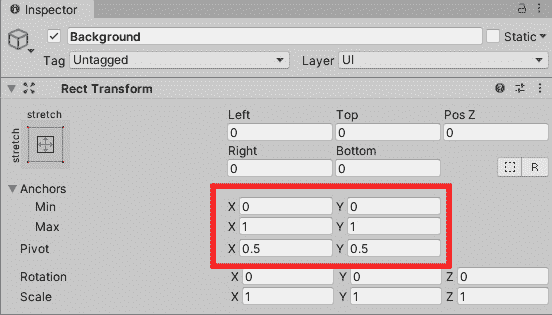 Inspector
Background Static
Tag Untagged Layer UI
Rect Transform
stretch Left Top Pos Z
0 0 0
stretch
Right Bottom
0 0 R
Anchors
Min X 0 Y 0
Max X 1 Y 1
Pivot X 0.5 Y 0.5
Rotation X 0 Y 0 Z 0
Scale X 1 Y 1 Z 1